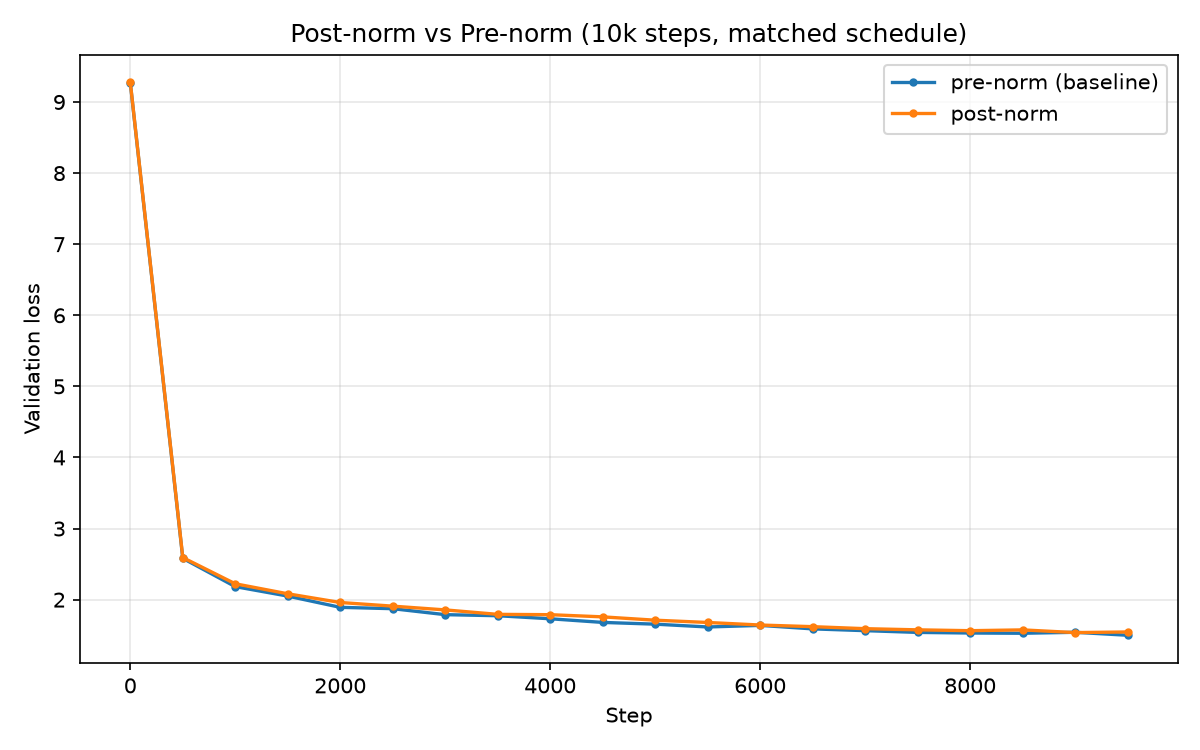 Post-norm vs Pre-norm (10k steps, matched schedule)
pre-norm (baseline)
post-norm
Validation loss
9
8
7
6
5
4
3
2
0 2000 4000 6000 8000
Step